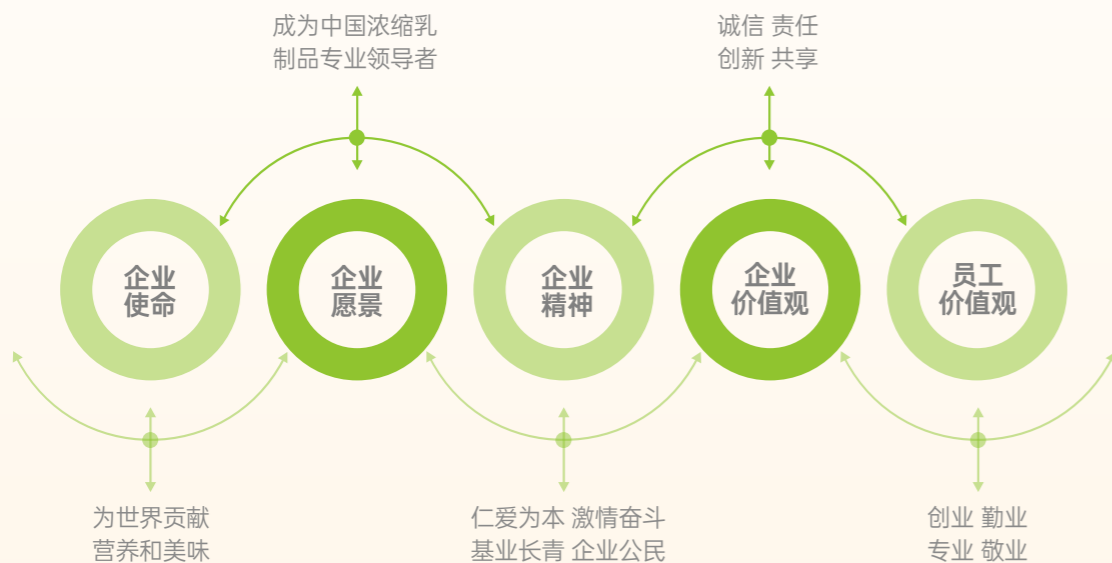 成为中国浓缩乳
制品专业领导者
诚信 责任
创新 共享
企业
使命
企业
愿景
企业
精神
企业
价值观
员工
价值观
为世界贡献
营养和美味
仁爱为本 激情奋斗
基业长青 企业公民
创业 勤业
专业 敬业